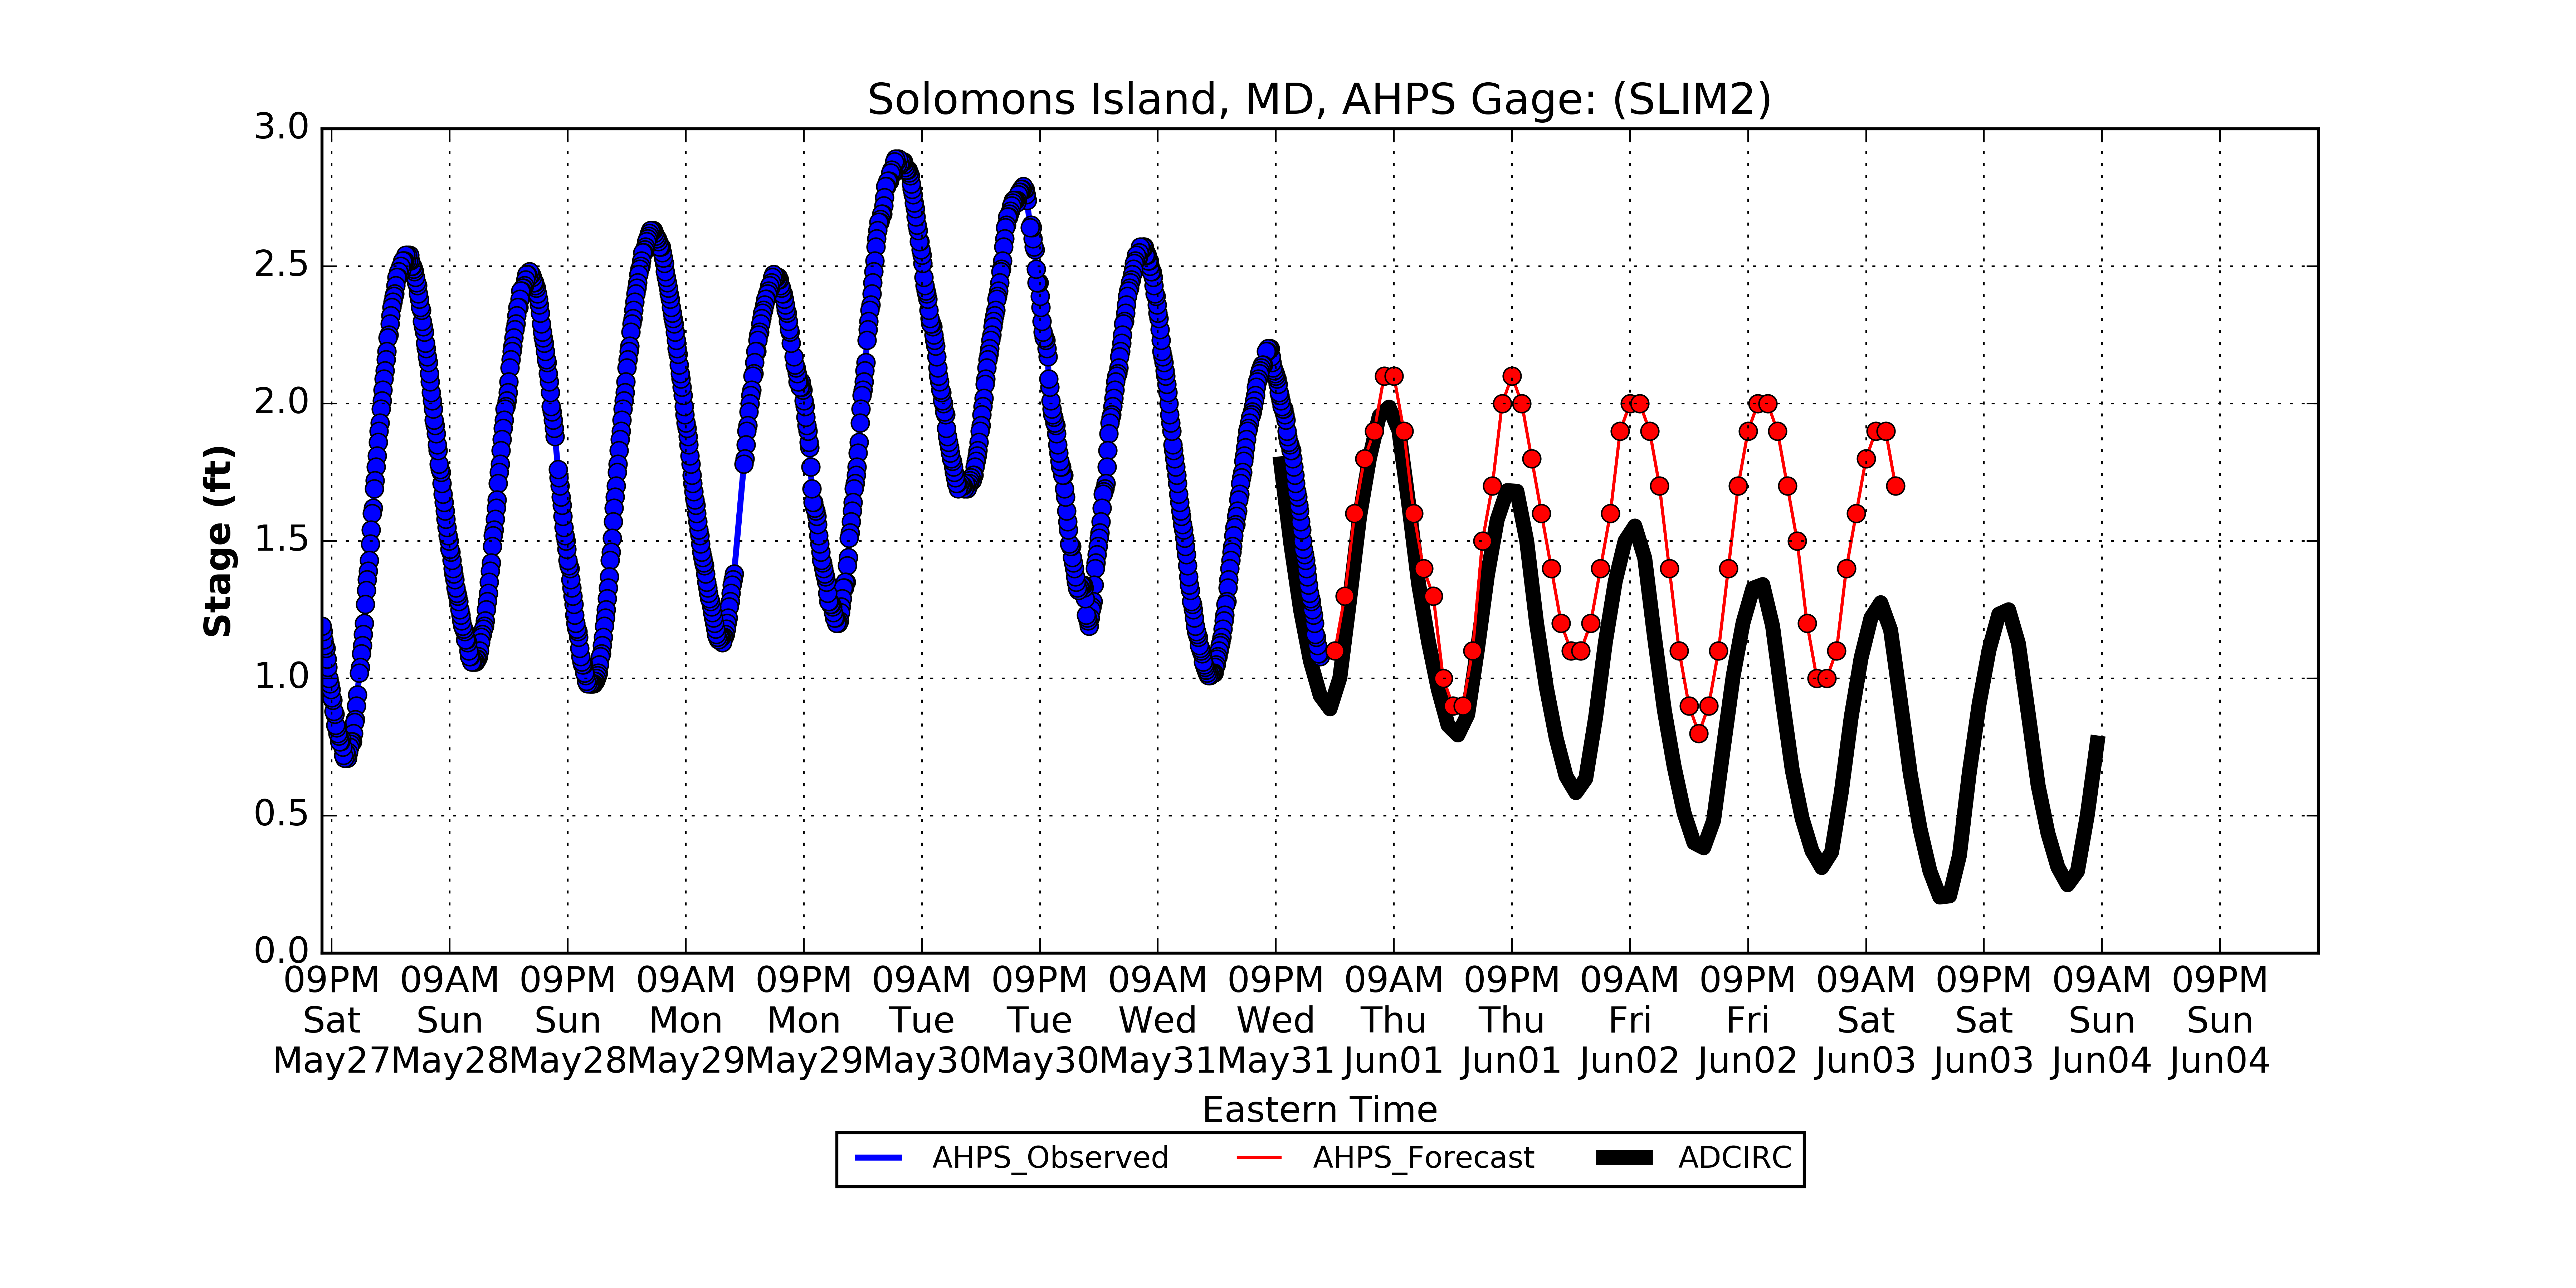 Solomons Island, MD, AHPS Gage: (SLIM2)
3.0
2.5
2.0
1.5
1.0
0.5
0.0
Stage (ft)
09PM 09AM 09PM 09AM 09PM 09AM 09PM 09AM 09PM 09AM 09PM 09AM 09PM 09AM 09PM 09AM 09PM
Sat Sun Sun Mon Mon Tue Tue Wed Wed Thu Thu Fri Fri Sat Sat Sun Sun
May27 May28 May28 May29 May29 May30 May30 May31 May31 Jun01 Jun01 Jun02 Jun02 Jun03 Jun03 Jun04 Jun04
Eastern Time
AHPS_Observed AHPS_Forecast ADCIRC